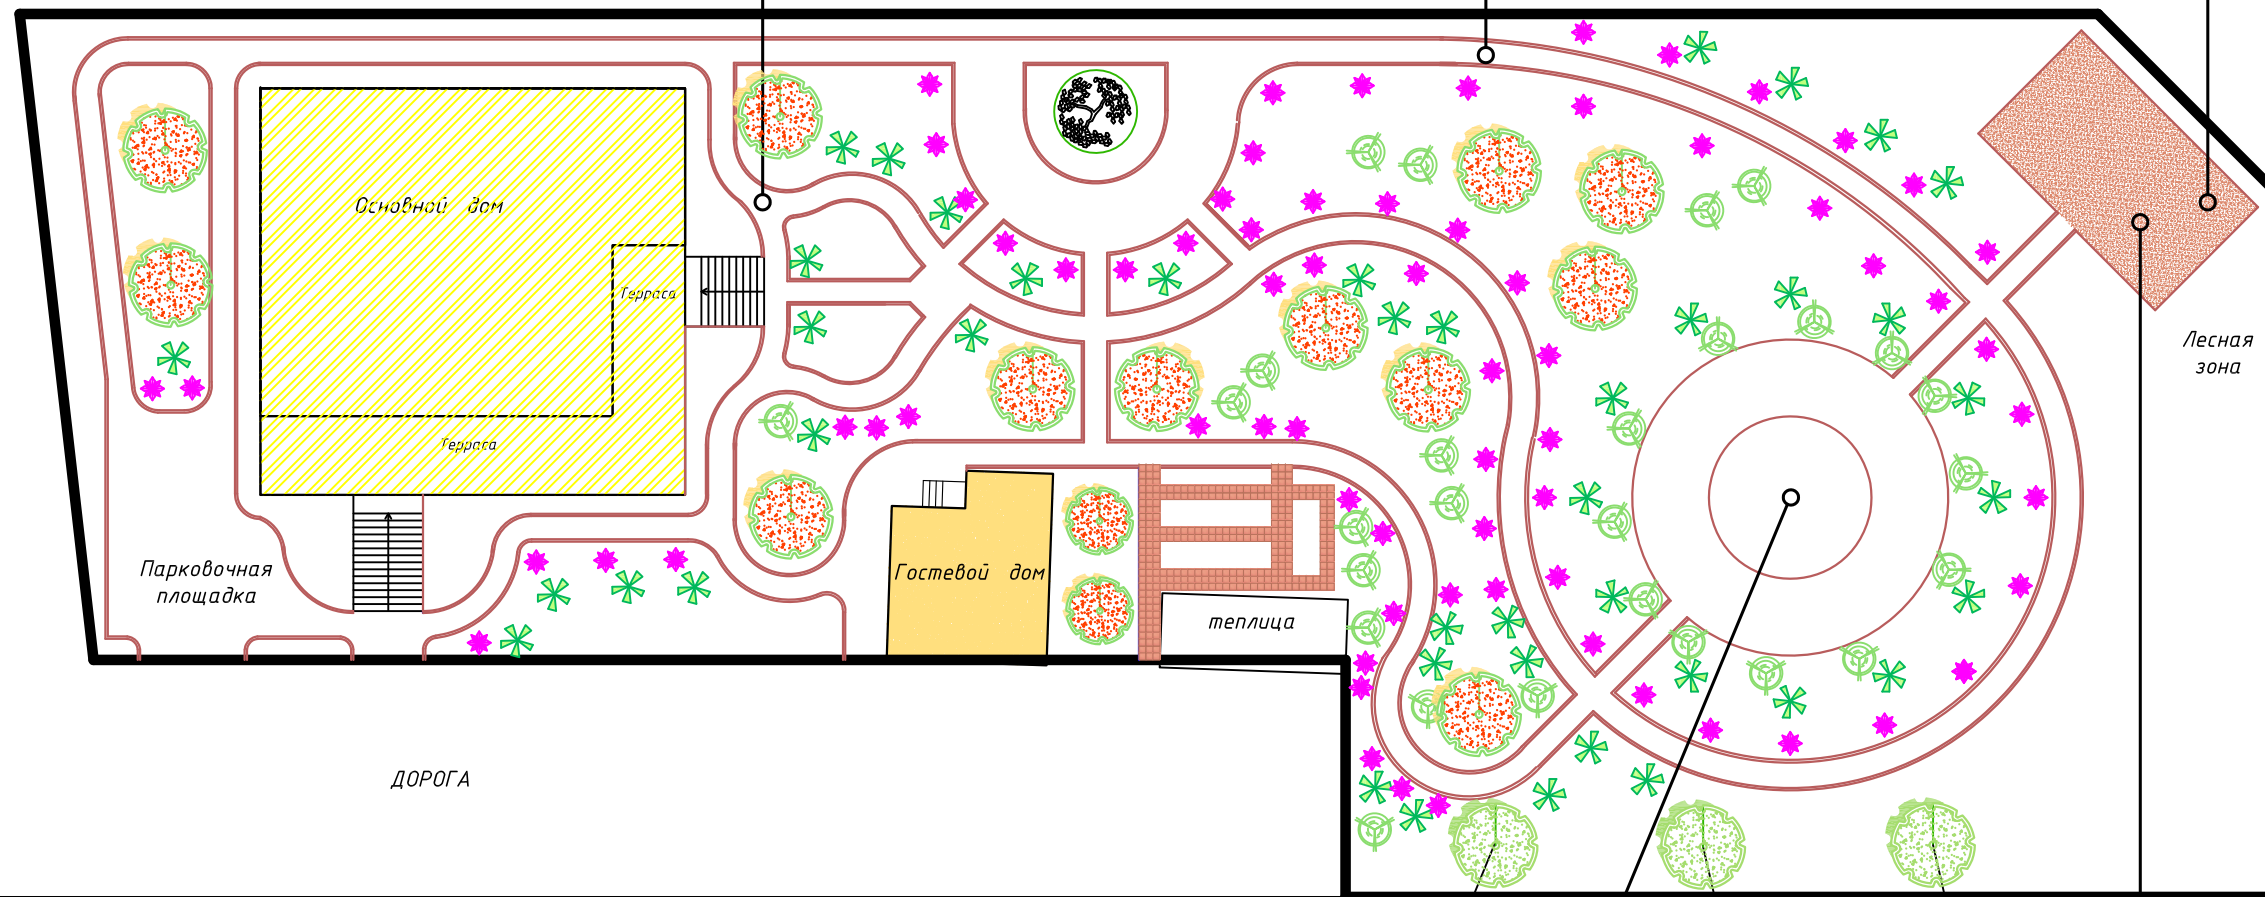 Основной дом
Терраса
Терраса
Лесная
зона
Парковочная
площадка
Гостевой дом
теплица
ДОРОГА